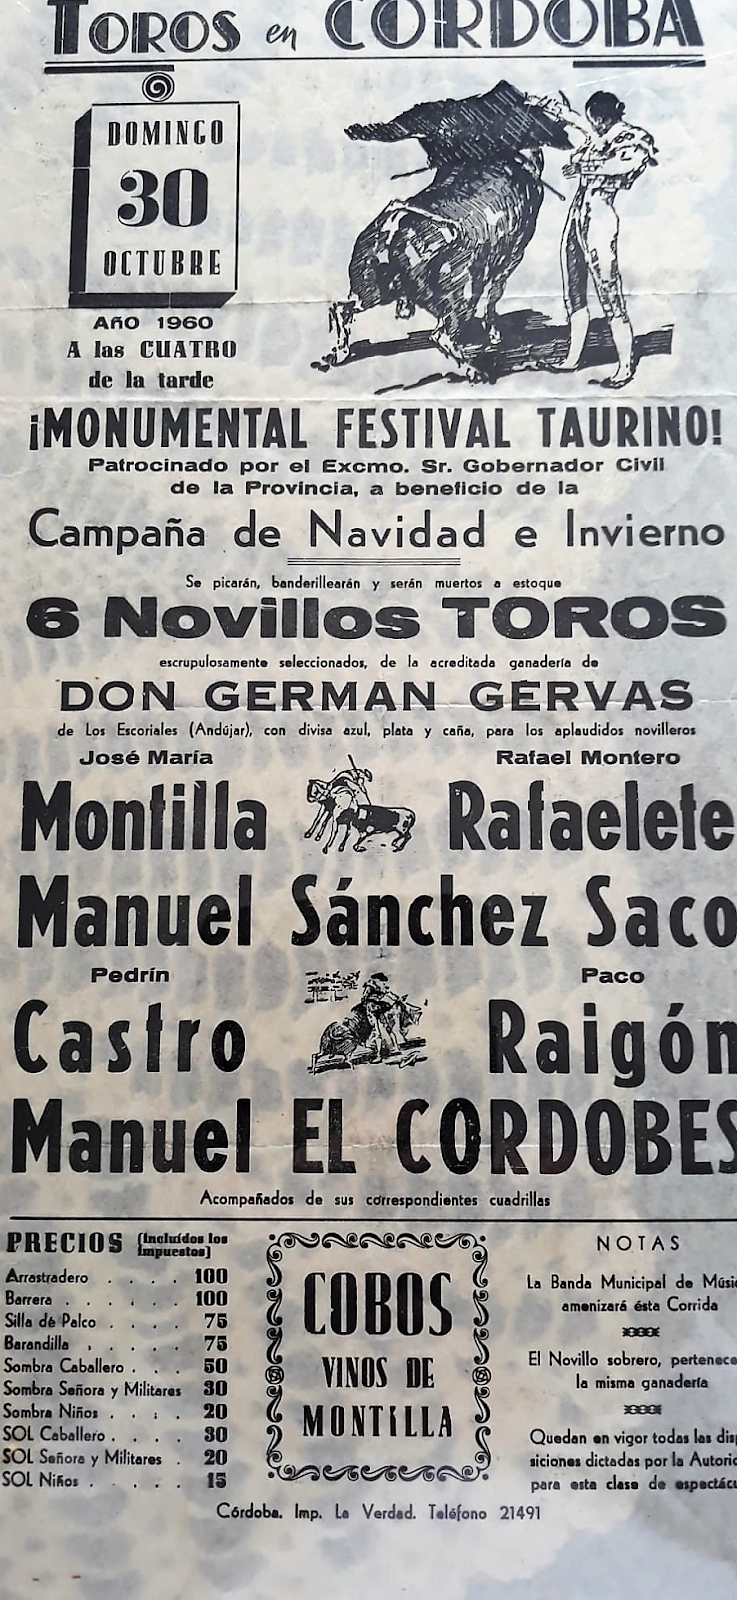 TOROS en CORDOBA
DOMINGO
30
OCTUBRE
Año 1960
A las CUATRO
de la tarde
¡MONUMENTAL FESTIVAL TAURINO!
Patrocinado por el Excmo. Sr. Gobernador Civil
de la Provincia, a beneficio de la
Campaña de Navidad e Invierno
Se picarán, banderillearán y serán muertos a estoque
6 Novillos TOROS
escrupulosamente seleccionados, de la acreditada ganadería de
DON GERMAN GERVAS
de Los Escoriales (Andújar), con divisa azul, plata y caña, para los aplaudidos novilleros
José María Rafael Montero
Montilla Rafaelete
Manuel Sánchez Saco
Pedrín Paco
Castro Raigón
Manuel EL CORDOBES
Acompañados de sus correspondientes cuadrillas
PRECIOS (Incluídos los
Impuestos)
Arrastradero . . . . 100
Barrera . . . . . . 100
Silla de Palco . . . . 75
Barandilla . . . . . 75
Sombra Caballero . . . 50
Sombra Señora y Militares 30
Sombra Niños . . . . 20
SOL Caballero . . . . 30
SOL Señora y Militares . 20
SOL Niños . . . . . 15
COBOS
VINOS DE
MONTILLA
NOTAS
La Banda Municipal de Músi
amenizará ésta Corrida
El Novillo sobrero, pertenece
la misma ganadería
Quedan en vigor todas las dis
siciones dictadas por la Autori
para esta clase de espectác
Córdoba. Imp. La Verdad. Teléfono 21491